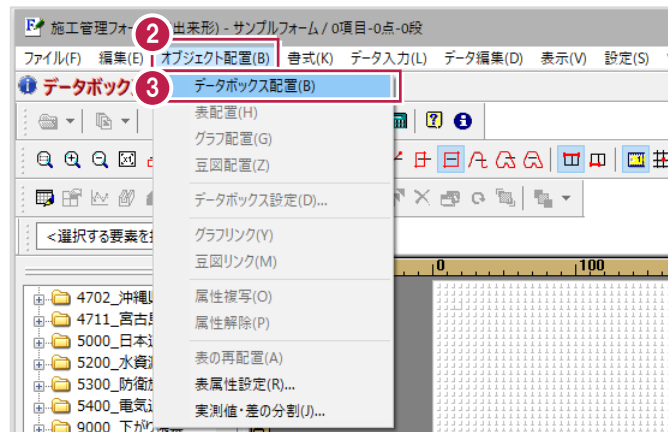 施工管理フォー 出来形) - サンプルフォーム / 0項目-0点-0段
2
ファイル(F) 編集(E) オブジェクト配置(B) 書式(K) データ入力(L) データ編集(D) 表示(V) 設定(S)
データボック
3
データボックス配置(B)
表配置(H)
グラフ配置(G)
豆図配置(Z)
データボックス設定(D)...
<選択する要素を
グラフリンク(Y)
豆図リンク(M)
0 100
属性複写(O)
属性解除(P)
表の再配置(A)
表属性設定(R)...
実測値・差の分割(J)...
4702_沖縄
4711_宮古
5000_日本
5200_水資
5300_防衛
5400_電気
9000_下が